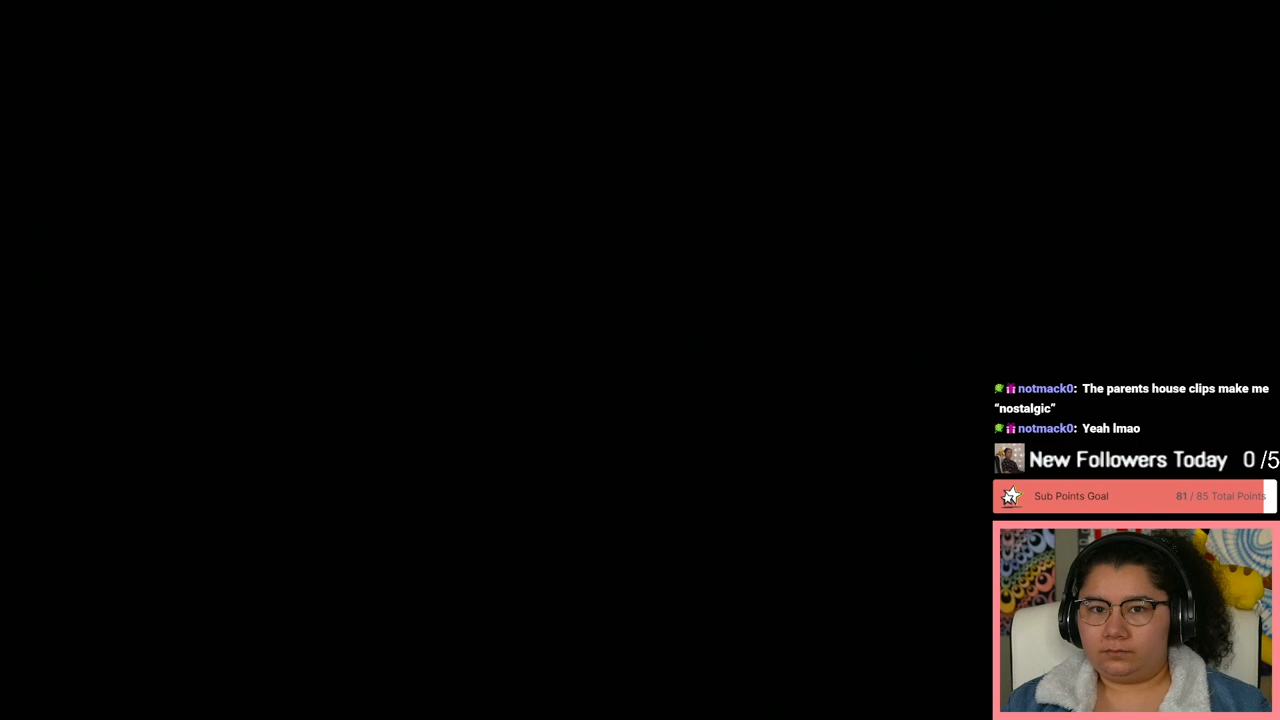 notmack0: The parents house clips make me
“nostalgic”
notmack0: Yeah lmao
New Followers Today 0 /5
Sub Points Goal 81 / 85 Total Points